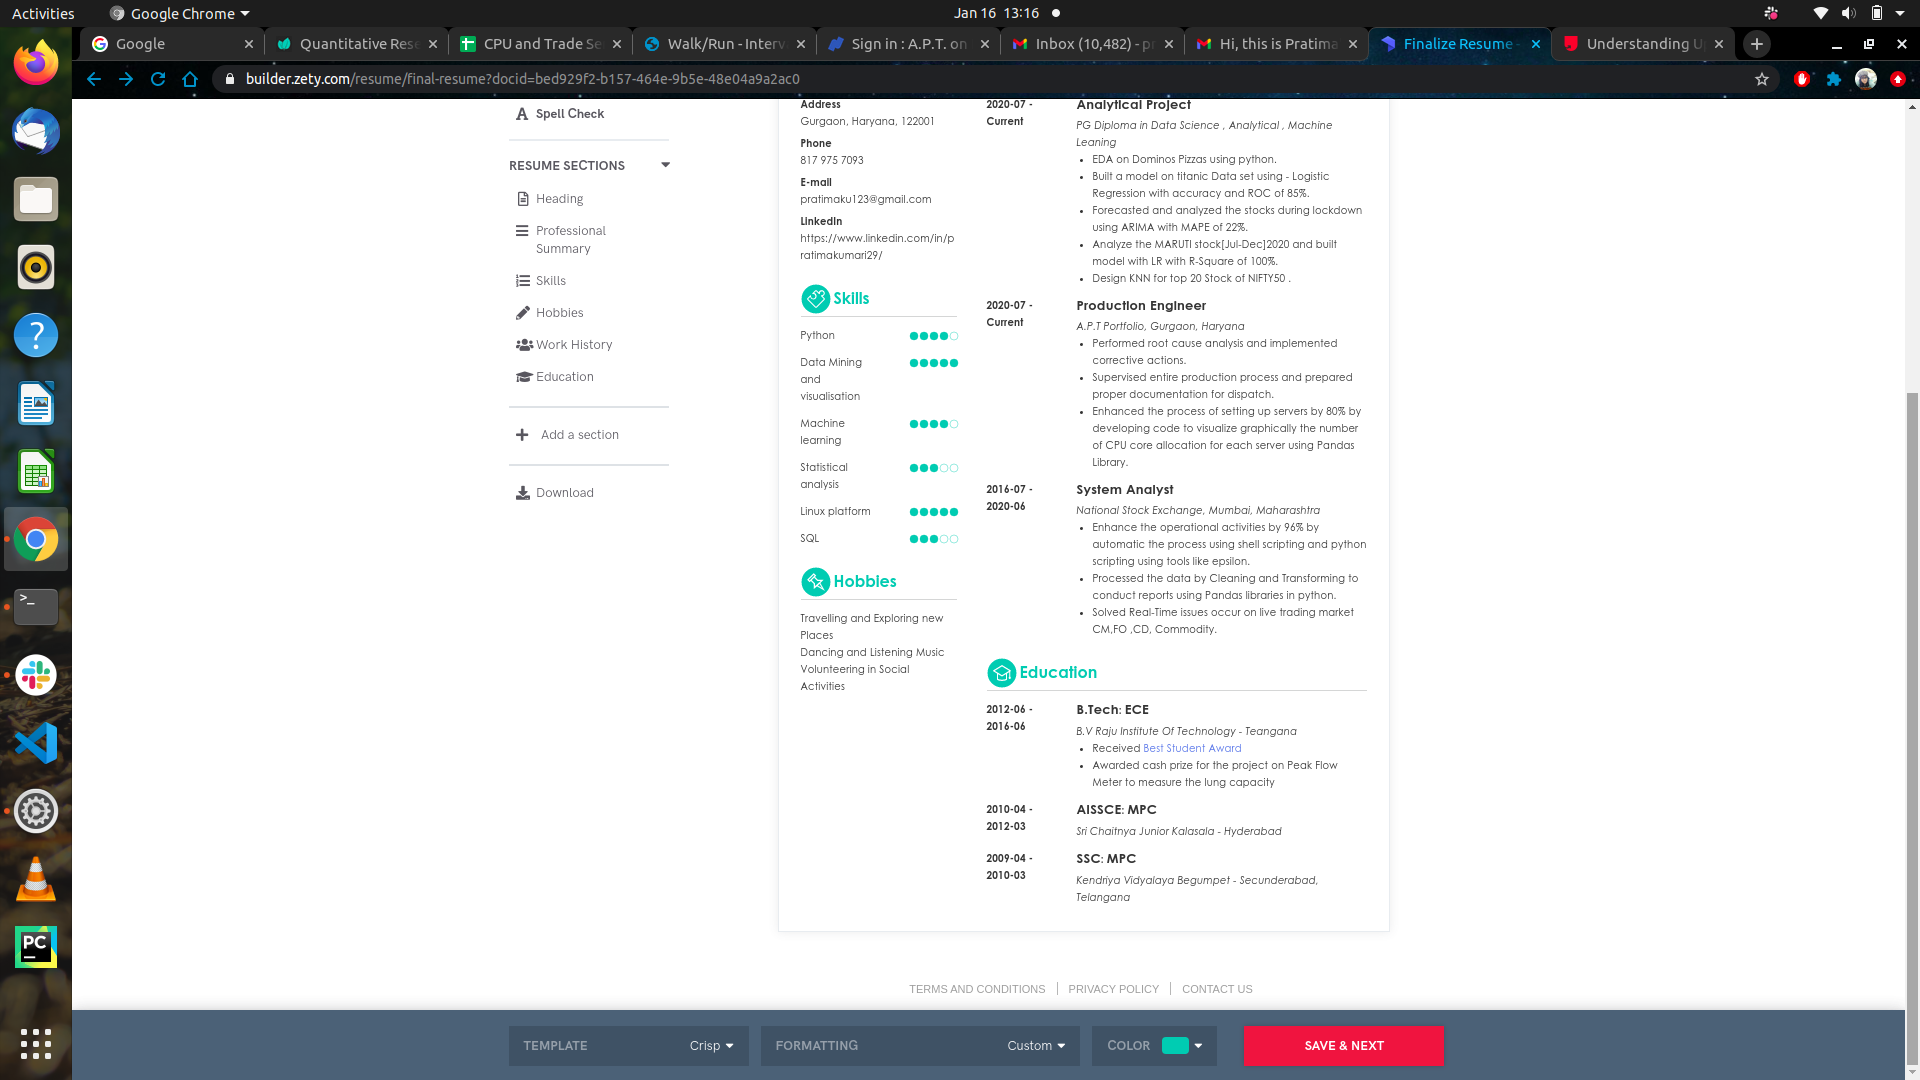 Activities
Google Chrome
Jan 16 13:16
Google
Quantitative Rese
CPU and Trade Se
Walk/Run - Interv
Sign in : A.P.T. on
Inbox (10,482) - pr
Hi, this is Pratima
Finalize Resume -
Understanding U
builder.zety.com/resume/final-resume?docid=bed929f2-b157-464e-9b5e-48e04a9a2ac0
Spell Check
RESUME SECTIONS
Heading
Professional
Summary
Skills
Hobbies
Work History
Education
Add a section
Download
Address
Gurgaon, Haryana, 122001
Phone
817 975 7093
E-mail
pratimaku123@gmail.com
LinkedIn
https://www.linkedin.com/in/p
ratimakumari29/
Skills
Python
Data Mining
and
visualisation
Machine
learning
Statistical
analysis
Linux platform
SQL
Hobbies
Travelling and Exploring new
Places
Dancing and Listening Music
Volunteering in Social
Activities
2020-07 -
Current
Analytical Project
PG Diploma in Data Science , Analytical , Machine
Leaning
• EDA on Dominos Pizzas using python.
• Built a model on titanic Data set using - Logistic
Regression with accuracy and ROC of 85%.
• Forecasted and analyzed the stocks during lockdown
using ARIMA with MAPE of 22%.
• Analyze the MARUTI stock[Jul-Dec]2020 and built
model with LR with R-Square of 100%.
• Design KNN for top 20 Stock of NIFTY50 .
2020-07 -
Current
Production Engineer
A.P.T Portfolio, Gurgaon, Haryana
• Performed root cause analysis and implemented
corrective actions.
• Supervised entire production process and prepared
proper documentation for dispatch.
• Enhanced the process of setting up servers by 80% by
developing code to visualize graphically the number
of CPU core allocation for each server using Pandas
Library.
2016-07 -
2020-06
System Analyst
National Stock Exchange, Mumbai, Maharashtra
• Enhance the operational activities by 96% by
automatic the process using shell scripting and python
scripting using tools like epsilon.
• Processed the data by Cleaning and Transforming to
conduct reports using Pandas libraries in python.
• Solved Real-Time issues occur on live trading market
CM,FO ,CD, Commodity.
Education
2012-06 -
2016-06
B.Tech: ECE
B.V Raju Institute Of Technology - Teangana
• Received Best Student Award
• Awarded cash prize for the project on Peak Flow
Meter to measure the lung capacity
2010-04 -
2012-03
AISSCE: MPC
Sri Chaitnya Junior Kalasala - Hyderabad
2009-04 -
2010-03
SSC: MPC
Kendriya Vidyalaya Begumpet - Secunderabad,
Telangana
TERMS AND CONDITIONS
PRIVACY POLICY
CONTACT US
TEMPLATE
Crisp
FORMATTING
Custom
COLOR
SAVE & NEXT
PC